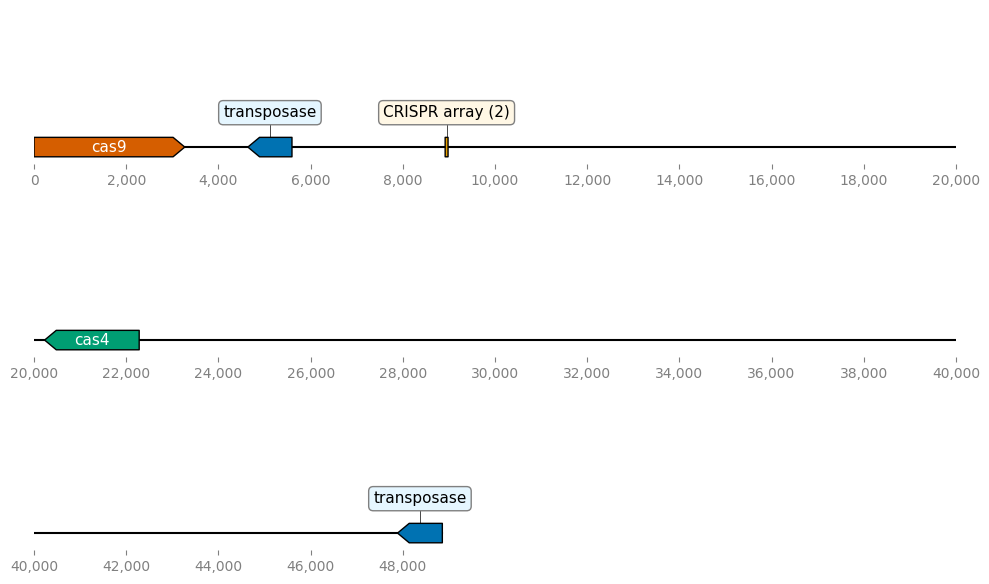 transposase CRISPR array (2)
cas9
0 2,000 4,000 6,000 8,000 10,000 12,000 14,000 16,000 18,000 20,000
cas4
20,000 22,000 24,000 26,000 28,000 30,000 32,000 34,000 36,000 38,000 40,000
transposase
40,000 42,000 44,000 46,000 48,000